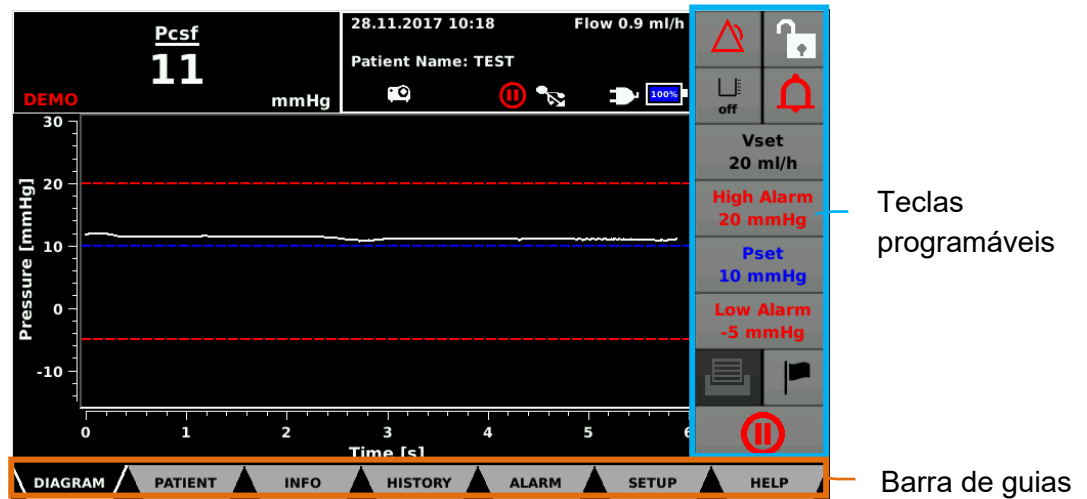 Pcsf
11
DEMO
mmHg
28.11.2017 10:18 Flow 0.9 ml/h
Patient Name: TEST
100%
off
Vset
20 ml/h
High Alarm
20 mmHg
Pset
10 mmHg
Low Alarm
-5 mmHg
Teclas
programáveis
Pressure [mmHg]
30
20
10
0
-10
0 1 2 3 4 5 6
Time [s]
DIAGRAM PATIENT INFO HISTORY ALARM SETUP HELP
Barra de guias